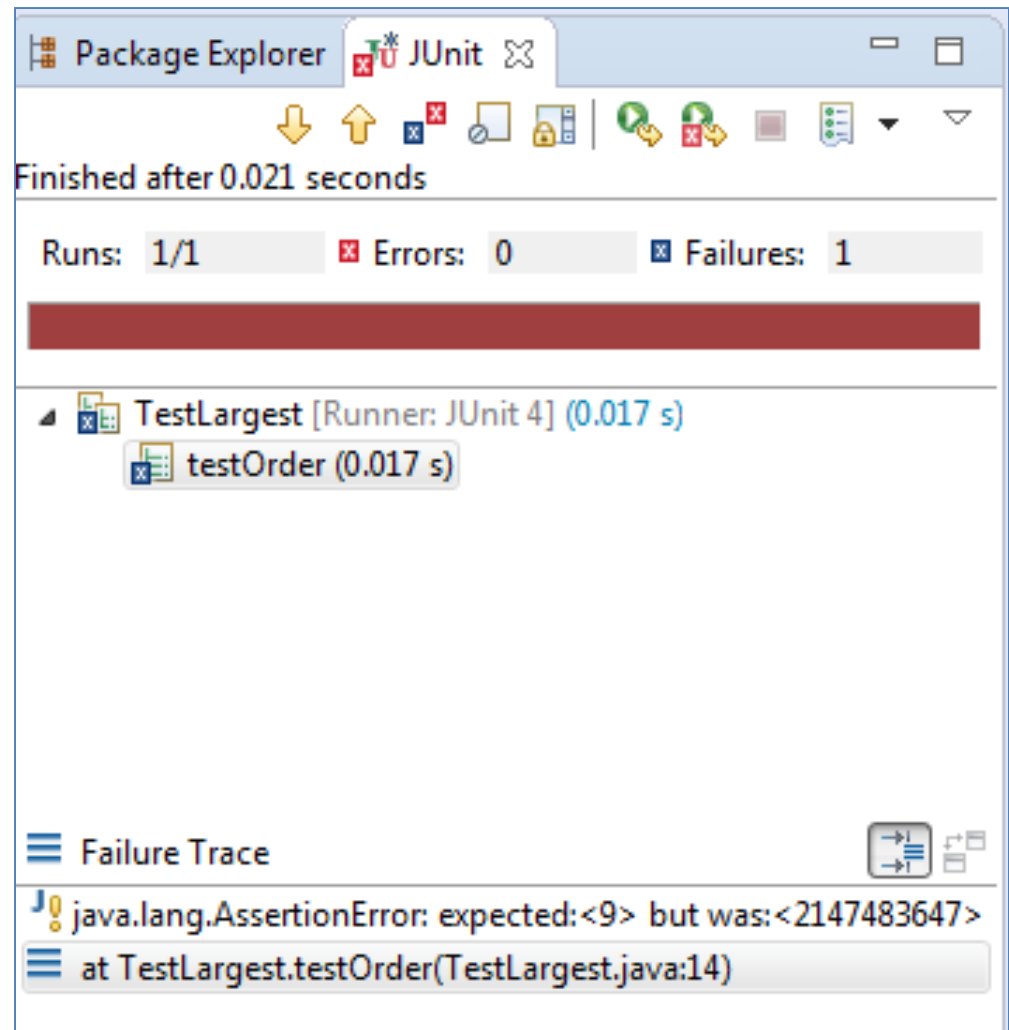 Package Explorer JUnit
Finished after 0.021 seconds
Runs: 1/1 Errors: 0 Failures: 1
TestLargest [Runner: JUnit 4] (0.017 s)
testOrder (0.017 s)
Failure Trace
java.lang.AssertionError: expected:<9> but was:<2147483647>
at TestLargest.testOrder(TestLargest.java:14)